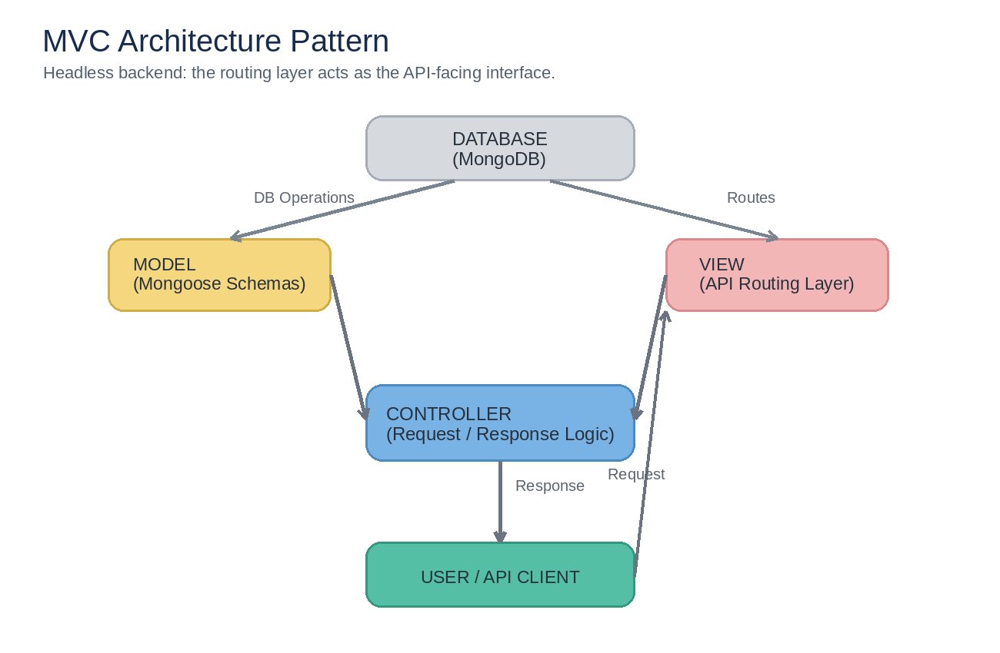 MVC Architecture Pattern
Headless backend: the routing layer acts as the API-facing interface.
DATABASE
(MongoDB)
DB Operations
Routes
MODEL
(Mongoose Schemas)
VIEW
(API Routing Layer)
CONTROLLER
(Request / Response Logic)
Request
Response
USER / API CLIENT